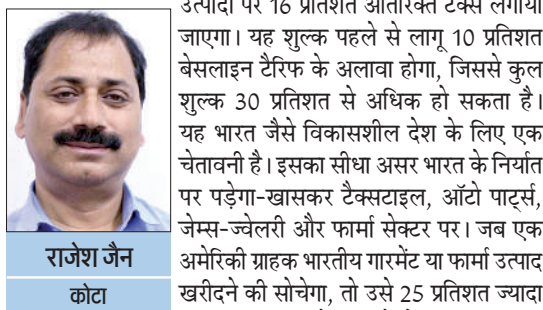 उत्पादों पर 16 प्रतिशत अतिरिक्त टैक्स लगाया
जाएगा। यह शुल्क पहले से लागू 10 प्रतिशत
बेसलाइन टैरिफ के अलावा होगा, जिससे कुल
शुल्क 30 प्रतिशत से अधिक हो सकता है।
यह भारत जैसे विकासशील देश के लिए एक
चेतावनी है। इसका सीधा असर भारत के निर्यात
पर पड़ेगा-खासकर टैक्सटाइल, ऑटो पार्ट्स,
जेम्स-ज्वेलरी और फार्मा सेक्टर पर। जब एक
अमेरिकी ग्राहक भारतीय गारमेंट या फार्मा उत्पाद
खरीदने की सोचेगा, तो उसे 25 प्रतिशत ज्यादा
राजेश जैन
कोटा